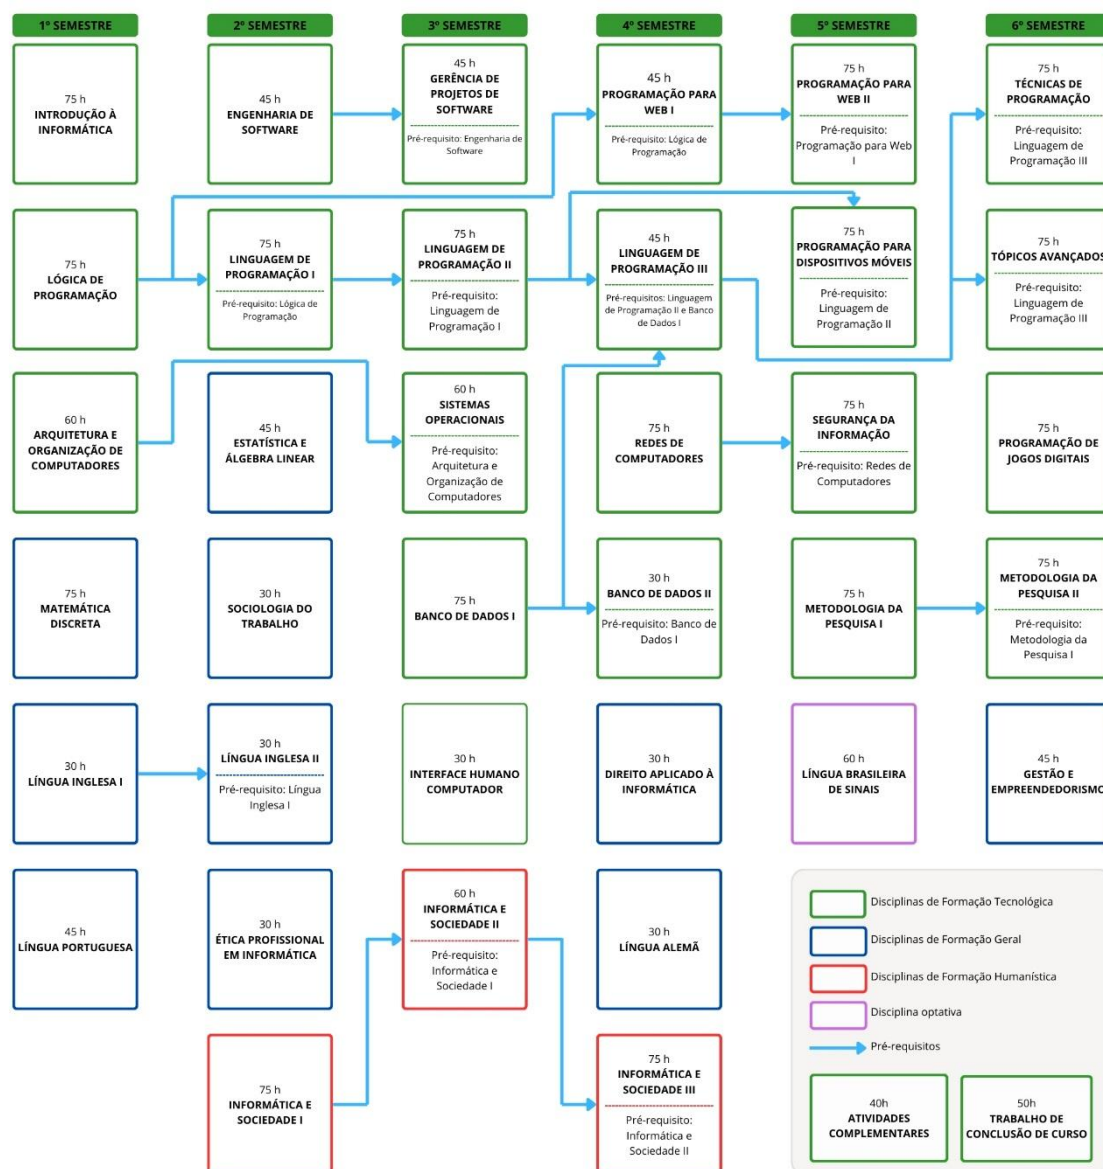 1º SEMESTRE
2º SEMESTRE
3º SEMESTRE
4º SEMESTRE
5º SEMESTRE
6º SEMESTRE
75 h
INTRODUÇÃO À
INFORMÁTICA
45 h
ENGENHARIA DE
SOFTWARE
45 h
GERÊNCIA DE
PROJETOS DE
SOFTWARE
Pré-requisito: Engenharia de
Software
45 h
PROGRAMAÇÃO PARA
WEB I
Pré-requisito: Lógica de
Programação
75 h
PROGRAMAÇÃO PARA
WEB II
Pré-requisito:
Programação para Web
I
75 h
TÉCNICAS DE
PROGRAMAÇÃO
Pré-requisito:
Linguagem de
Programação III
75 h
LÓGICA DE
PROGRAMAÇÃO
75 h
LINGUAGEM DE
PROGRAMAÇÃO I
Pré-requisito: Lógica de
Programação
75 h
LINGUAGEM DE
PROGRAMAÇÃO II
Pré-requisito:
Linguagem de
Programação I
45 h
LINGUAGEM DE
PROGRAMAÇÃO III
Pré-requisitos: Linguagem
de Programação II e Banco
de Dados I
75 h
PROGRAMAÇÃO PARA
DISPOSITIVOS MÓVEIS
Pré-requisito:
Linguagem de
Programação II
75 h
TÓPICOS AVANÇADOS
Pré-requisito:
Linguagem de
Programação III
60 h
ARQUITETURA E
ORGANIZAÇÃO DE
COMPUTADORES
45 h
ESTATÍSTICA E
ÁLGEBRA LINEAR
60 h
SISTEMAS
OPERACIONAIS
Pré-requisito:
Arquitetura e
Organização de
Computadores
75 h
REDES DE
COMPUTADORES
75 h
SEGURANÇA DA
INFORMAÇÃO
Pré-requisito: Redes de
Computadores
75 h
PROGRAMAÇÃO DE
JOGOS DIGITAIS
75 h
MATEMÁTICA
DISCRETA
30 h
SOCIOLOGIA DO
TRABALHO
75 h
BANCO DE DADOS I
30 h
BANCO DE DADOS II
Pré-requisito: Banco de
Dados I
75 h
METODOLOGIA DA
PESQUISA I
75 h
METODOLOGIA DA
PESQUISA II
Pré-requisito:
Metodologia da
Pesquisa I
30 h
LÍNGUA INGLESA I
30 h
LÍNGUA INGLESA II
Pré-requisito: Língua
Inglesa I
30 h
INTERFACE HUMANO
COMPUTADOR
30 h
DIREITO APLICADO À
INFORMÁTICA
60 h
LÍNGUA BRASILEIRA
DE SINAIS
45 h
GESTÃO E
EMPREENDEDORISMO
45 h
LÍNGUA PORTUGUESA
30 h
ÉTICA PROFISSIONAL
EM INFORMÁTICA
60 h
INFORMÁTICA E
SOCIEDADE II
Pré-requisito:
Informática e
Sociedade I
30 h
LÍNGUA ALEMÃ
75 h
INFORMÁTICA E
SOCIEDADE I
75 h
INFORMÁTICA E
SOCIEDADE III
Pré-requisito:
Informática e
Sociedade II
Disciplinas de Formação Tecnológica
Disciplinas de Formação Geral
Disciplinas de Formação Humanística
Disciplina optativa
Pré-requisitos
40h
ATIVIDADES
COMPLEMENTARES
50h
TRABALHO DE
CONCLUSÃO DE CURSO